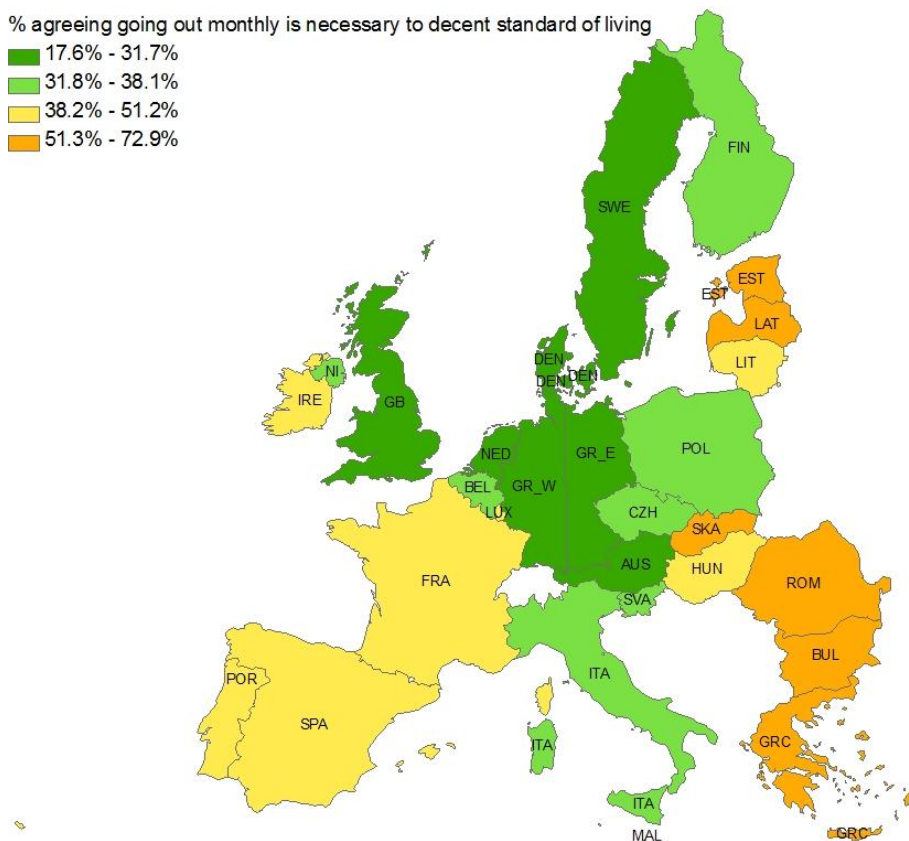 % agreeing going out monthly is necessary to decent standard of living
17.6% - 31.7%
31.8% - 38.1%
38.2% - 51.2%
51.3% - 72.9%
FIN
SWE
EST
EST
LAT
LIT
DEN
DEN
DEN
NI
IRE
GB
NED
GR_E
POL
GR_W
BEL
LUX
CZH
SKA
AUS
HUN
FRA
ROM
SVA
BUL
ITA
POR
SPA
GRC
ITA
ITA
MAL
GRC